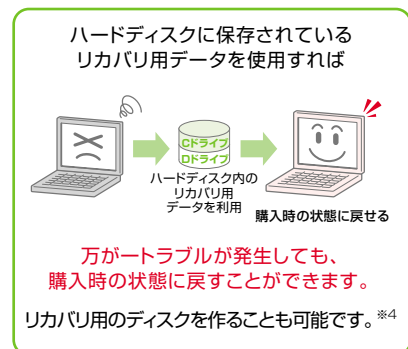 ハードディスクに保存されている
リカバリ用データを使用すれば
Cドライブ
Dドライブ
ハードディスク内の
リカバリ用
データを利用
購入時の状態に戻せる
万が一トラブルが発生しても、
購入時の状態に戻すことができます。
リカバリ用のディスクを作ることも可能です。※4